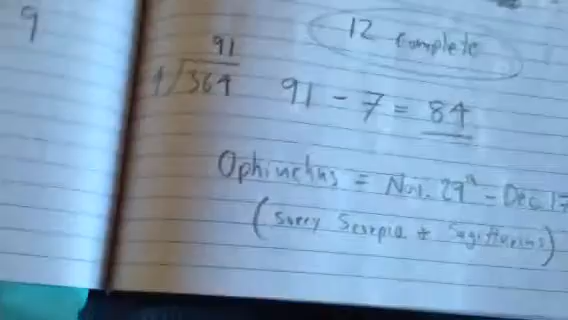 9
12 Complete
91
4√364
91 - 7 = 84
Ophiuchus = Nov. 29th - Dec. 17
(Sorry Scorpio + Sagittarius)